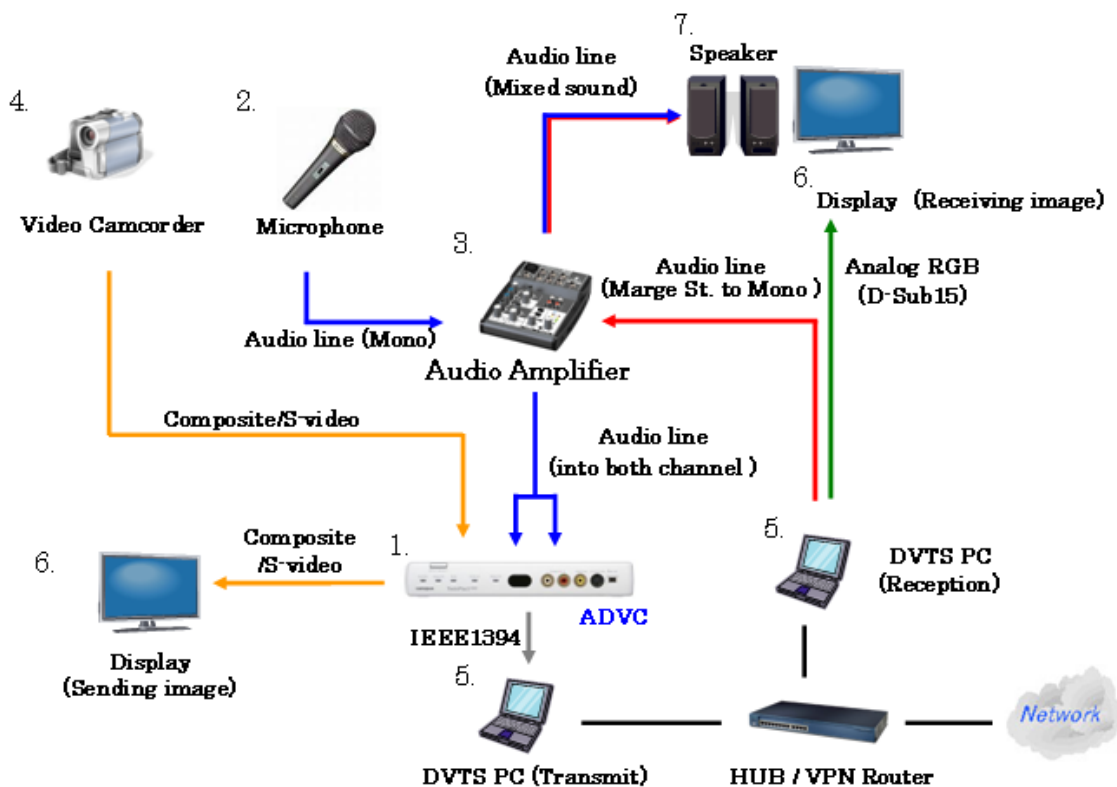 7.
Speaker
Audio line
(Mixed sound)
4.
2.
6.
Display (Receiving image)
Video Camcorder
Microphone
3.
Audio line
(Marge St. to Mono )
Analog RGB
(D-Sub15)
Audio line (Mono)
Audio Amplifier
Composite/S-video
Audio line
(into both channel )
Composite
/S-video
6.
1.
5.
DVTS PC
(Reception)
ADVC
IEEE1394
Display
(Sending image)
5.
Network
DVTS PC (Transmit)
HUB / VPN Router